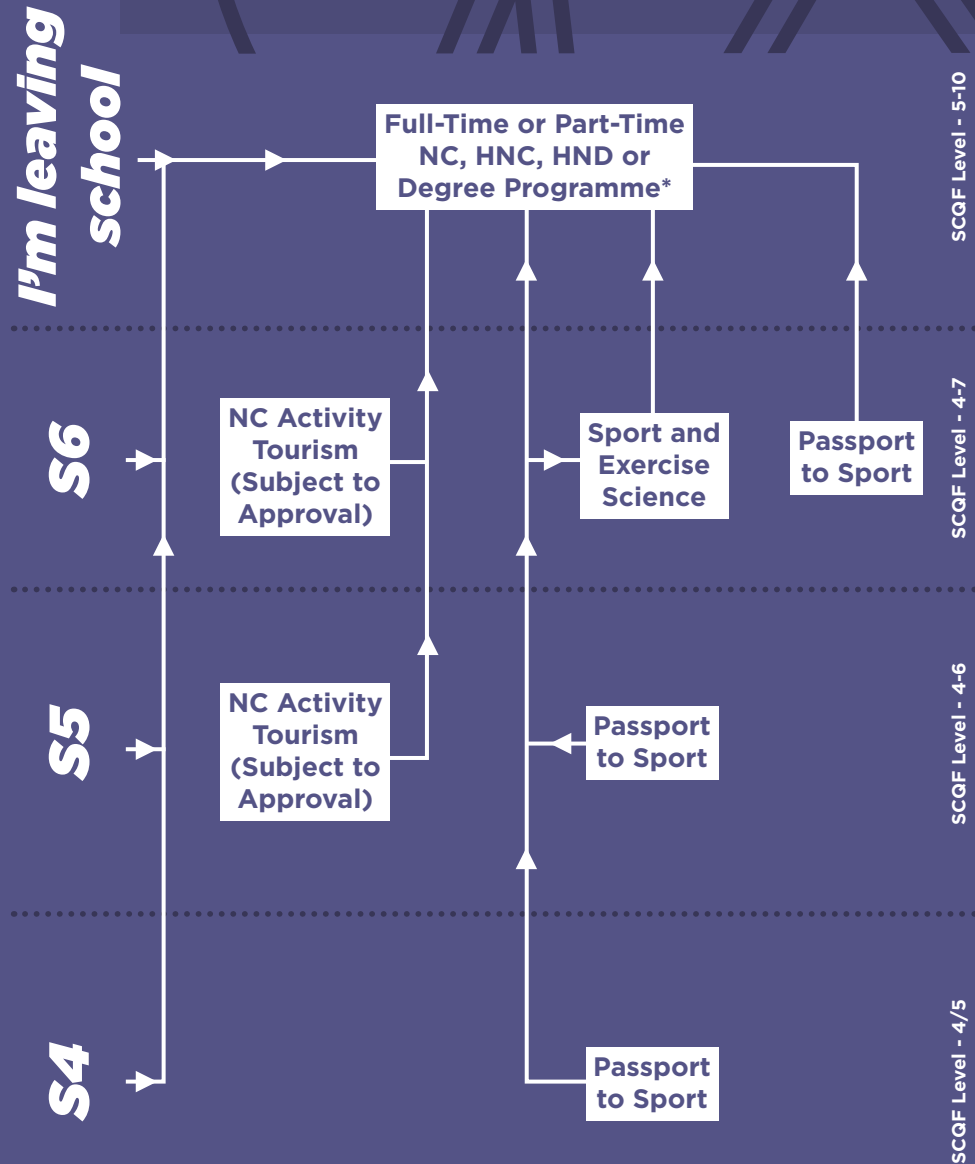 I'm leaving
school
Full-Time or Part-Time
NC, HNC, HND or
Degree Programme*
SCQF Level - 5-10
S6
NC Activity
Tourism
(Subject to
Approval)
Sport and
Exercise
Science
Passport
to Sport
SCQF Level - 4-7
S5
NC Activity
Tourism
(Subject to
Approval)
Passport
to Sport
SCQF Level - 4-6
S4
Passport
to Sport
SCQF Level - 4/5